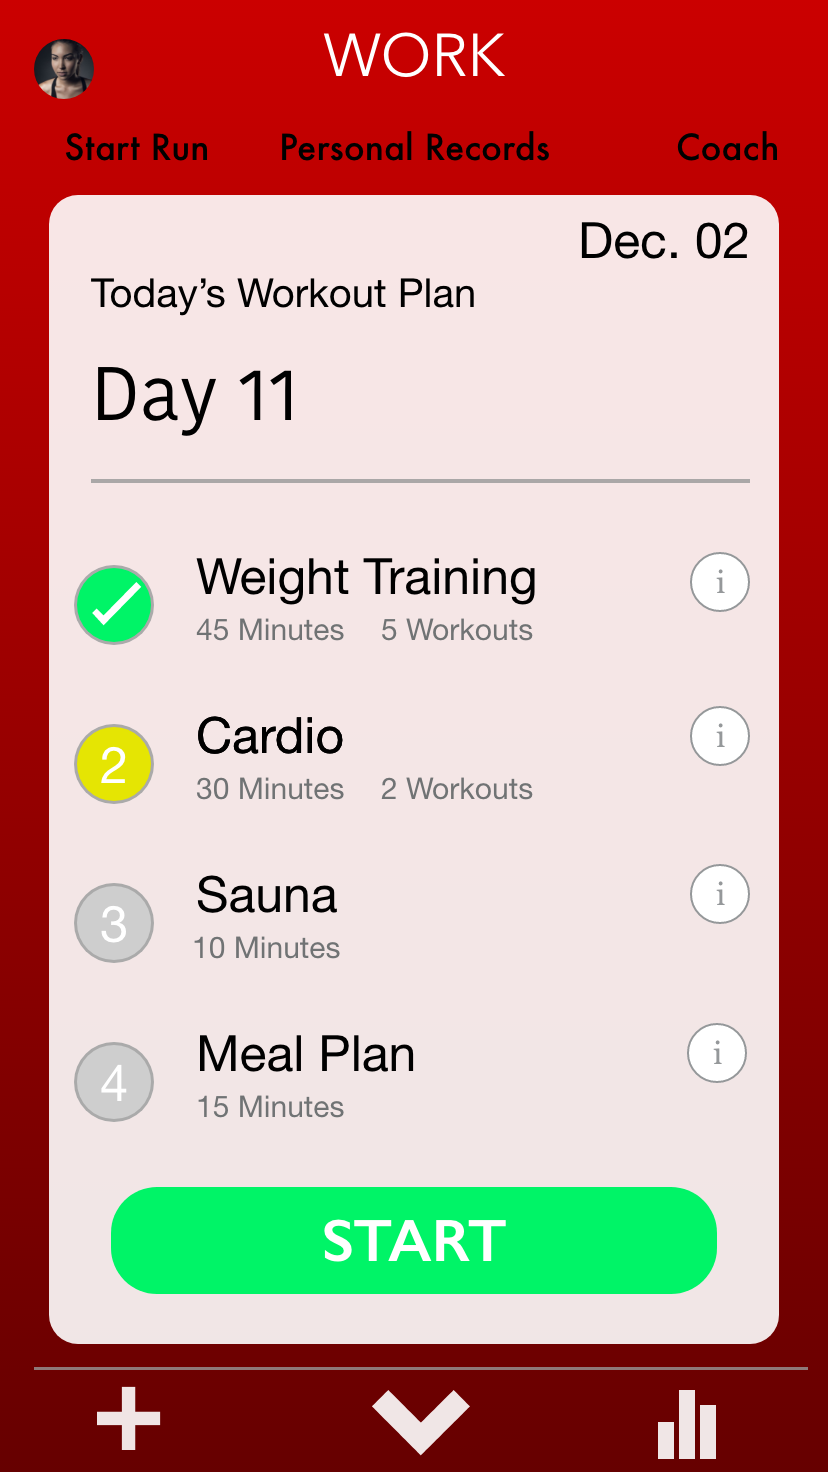 WORK
Start Run Personal Records Coach
Dec. 02
Today’s Workout Plan
Day 11
Weight Training i
45 Minutes 5 Workouts
2 Cardio i
30 Minutes 2 Workouts
3 Sauna i
10 Minutes
4 Meal Plan i
15 Minutes
START